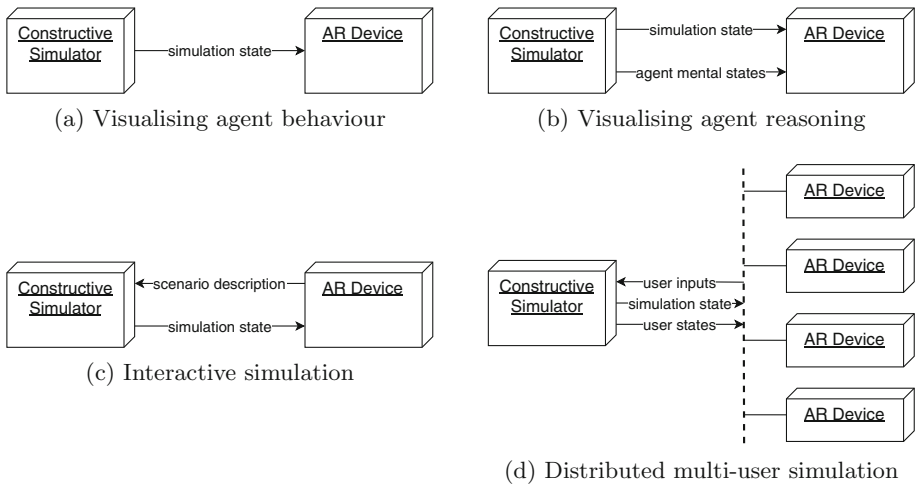 Constructive
Simulator
simulation state
AR Device
(a) Visualising agent behaviour
Constructive
Simulator
simulation state
agent mental states
AR Device
(b) Visualising agent reasoning
Constructive
Simulator
scenario description
simulation state
AR Device
(c) Interactive simulation
Constructive
Simulator
user inputs
simulation state
user states
AR Device
AR Device
AR Device
AR Device
(d) Distributed multi-user simulation